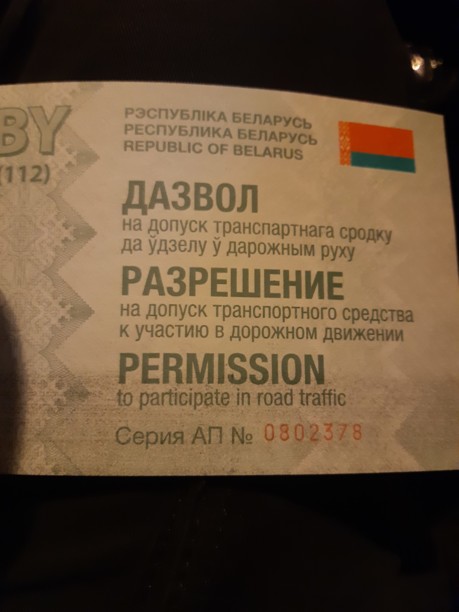 BY
(112)
РЭСПУБЛІКА БЕЛАРУСЬ
РЕСПУБЛИКА БЕЛАРУСЬ
REPUBLIC OF BELARUS
ДАЗВОЛ
на допуск транспартнага сродку
да ўдзелу ў дарожным руху
РАЗРЕШЕНИЕ
на допуск транспортного средства
к участию в дорожном движении
PERMISSION
to participate in road traffic
Серия АП № 0802378